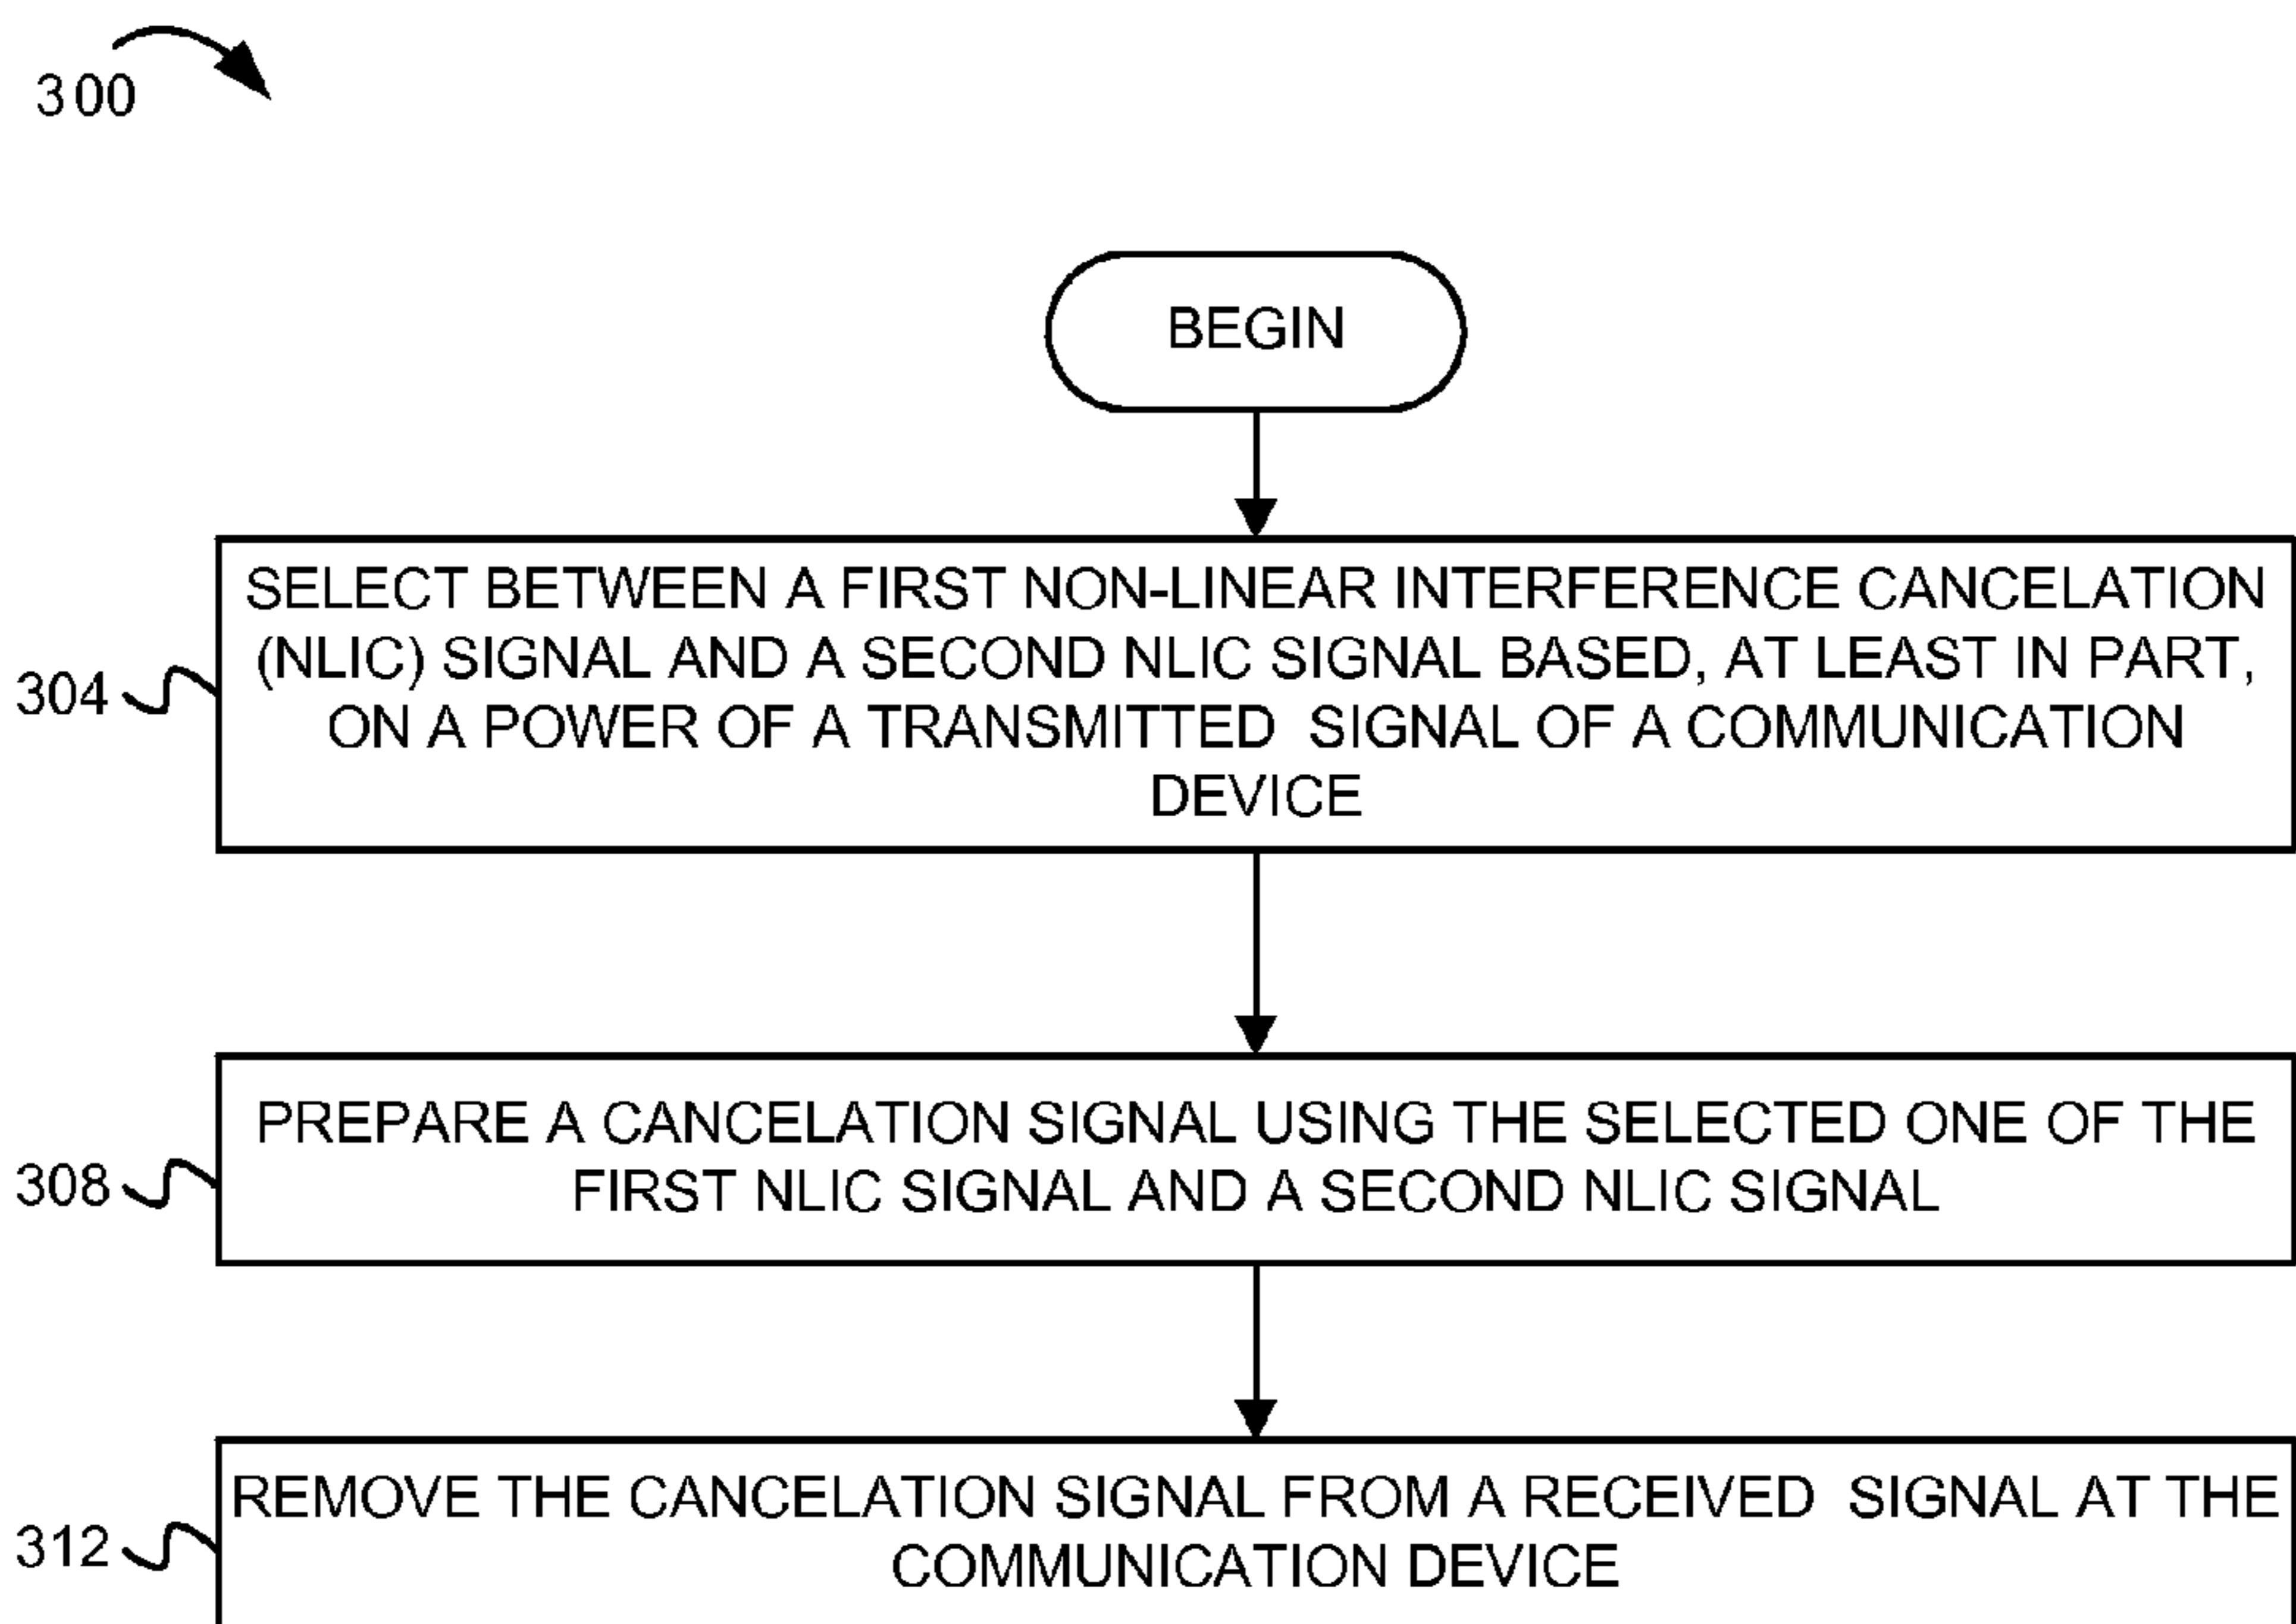 300
BEGIN
304
SELECT BETWEEN A FIRST NON-LINEAR INTERFERENCE CANCELATION
(NLIC) SIGNAL AND A SECOND NLIC SIGNAL BASED, AT LEAST IN PART,
ON A POWER OF A TRANSMITTED SIGNAL OF A COMMUNICATION
DEVICE
308
PREPARE A CANCELATION SIGNAL USING THE SELECTED ONE OF THE
FIRST NLIC SIGNAL AND A SECOND NLIC SIGNAL
312
REMOVE THE CANCELATION SIGNAL FROM A RECEIVED SIGNAL AT THE
COMMUNICATION DEVICE